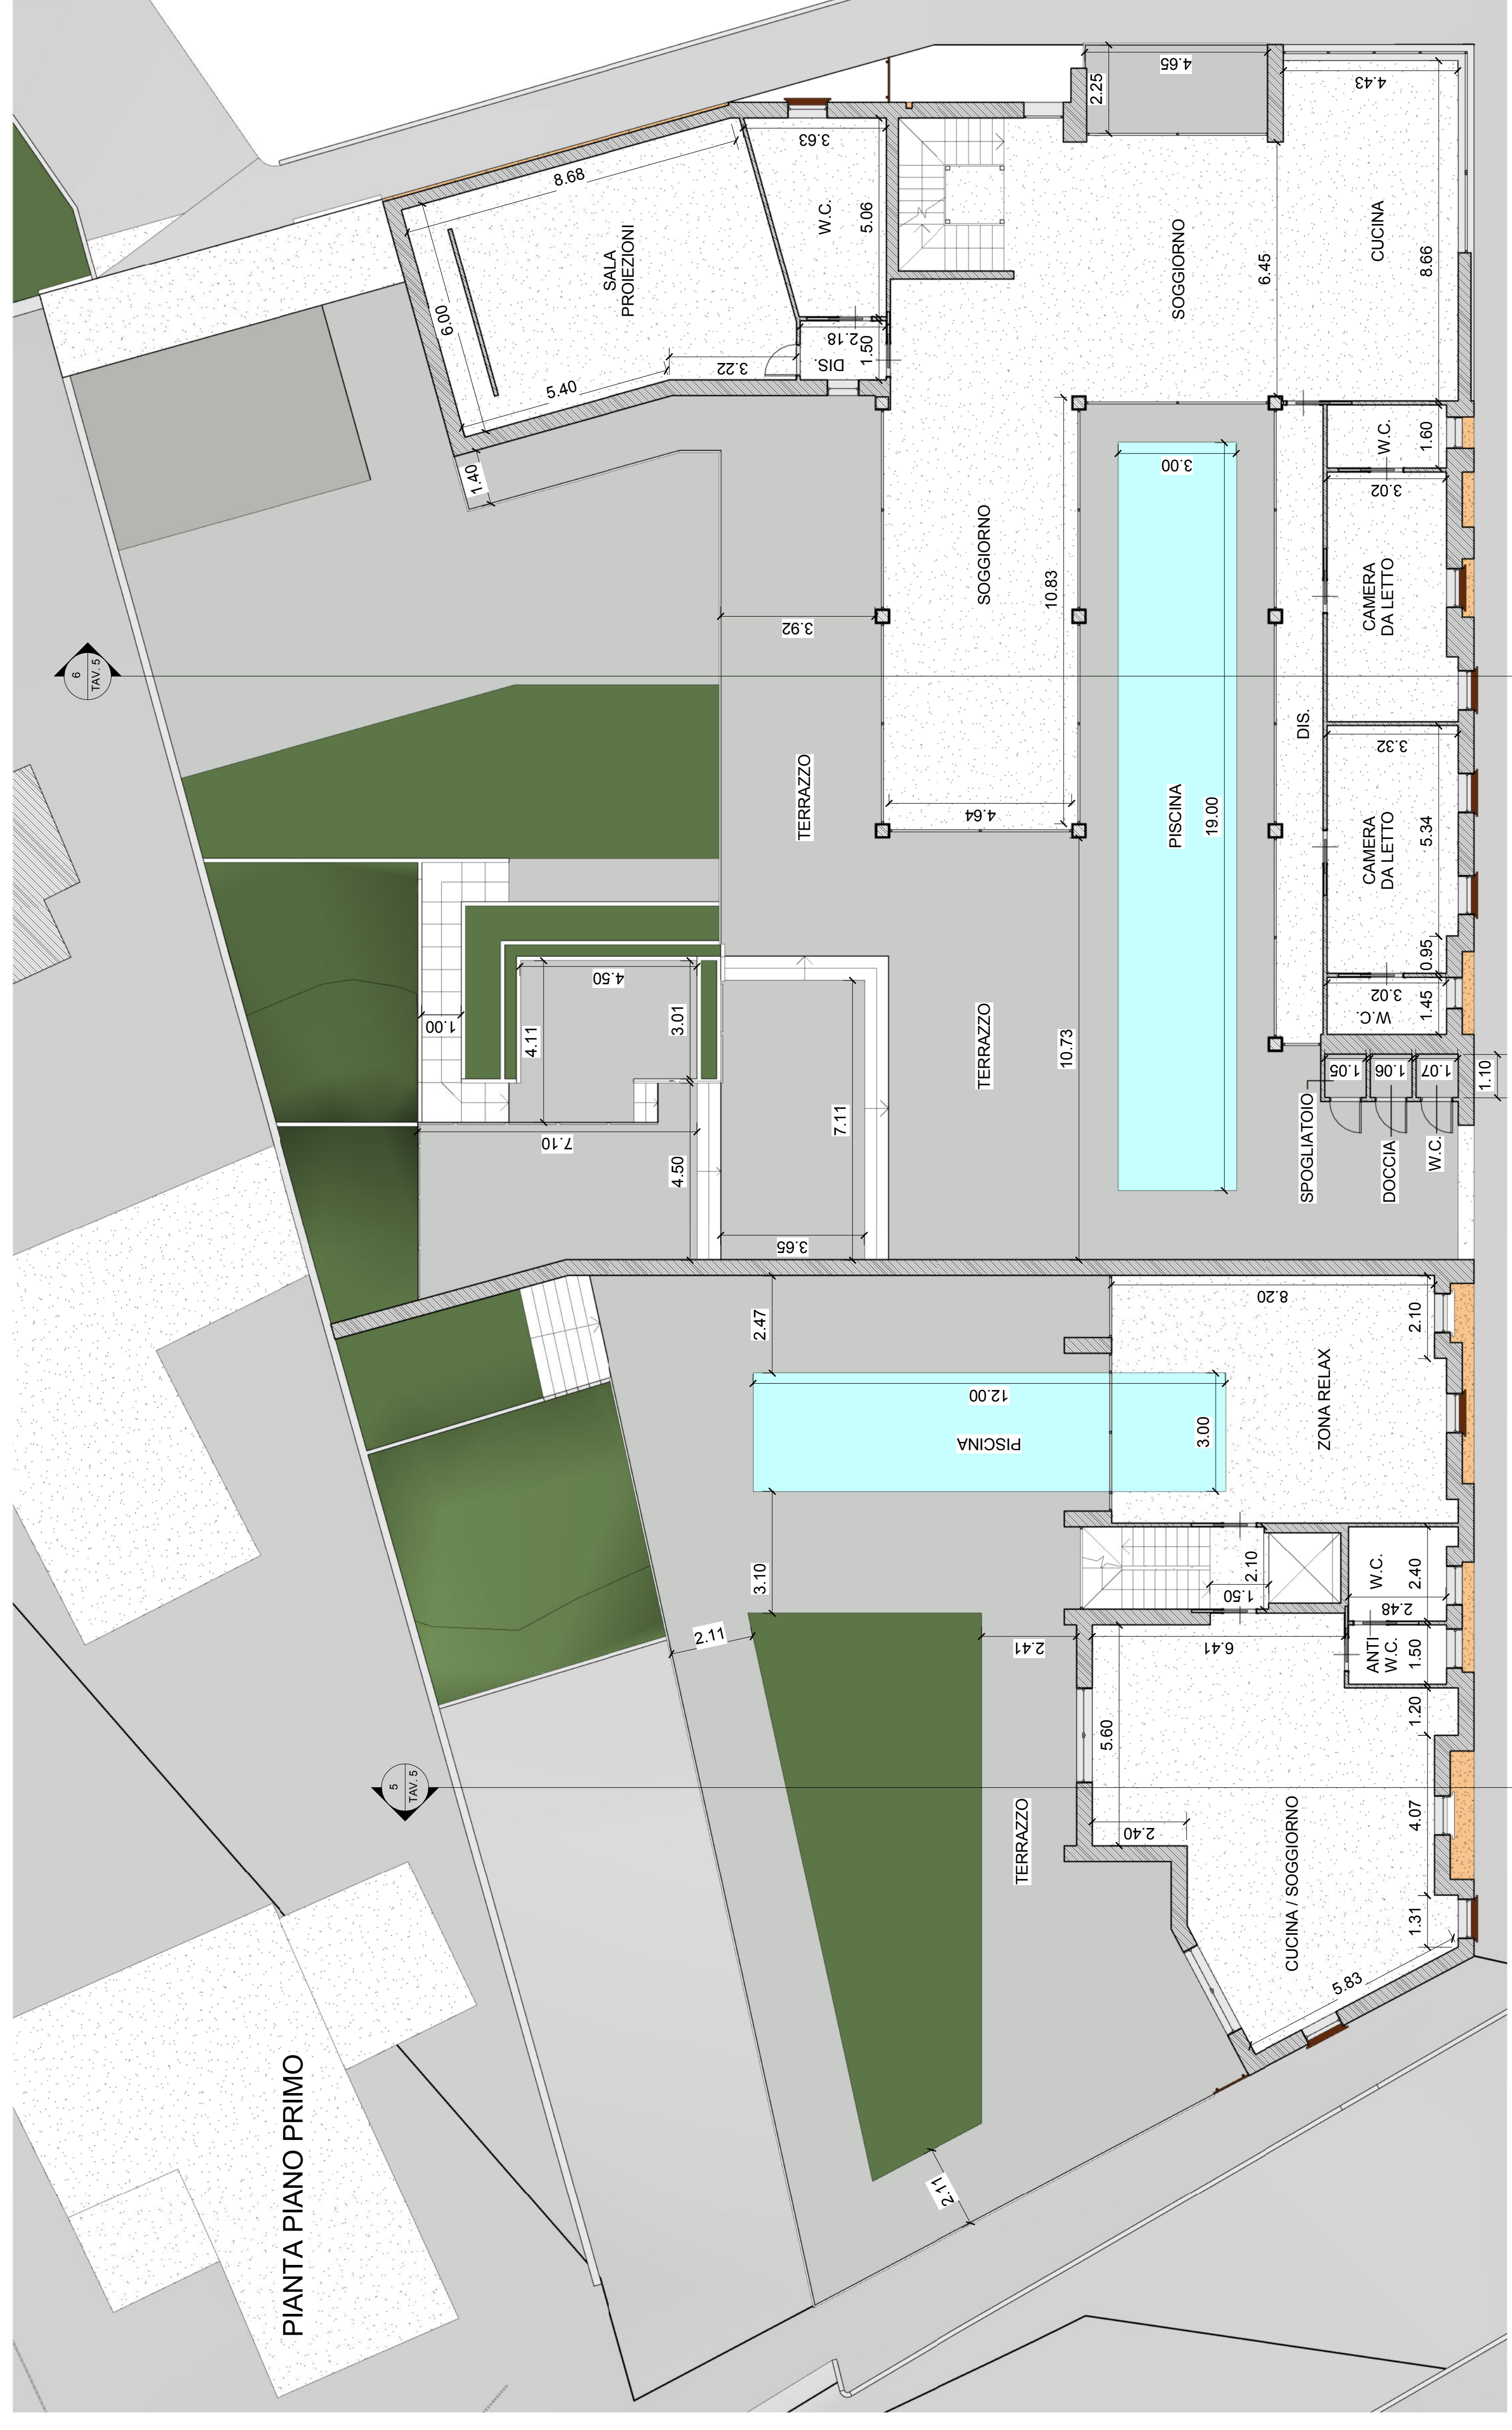 PIANTA PIANO PRIMO
6
TAV. 5
5
TAV. 5
8.68
6.00
SALA
PROIEZIONI
5.40
3.22
1.40
3.63
W.C.
5.06
2.18
DIS.
1.50
2.25
4.65
4.43
CUCINA
8.66
SOGGIORNO
6.45
3.92
SOGGIORNO
10.83
4.64
TERRAZZO
3.00
PISCINA
19.00
DIS.
W.C.
1.60
3.02
CAMERA
DA LETTO
3.32
CAMERA
DA LETTO
5.34
0.95
3.02
W.C.
1.45
1.05
1.06
1.07
1.10
SPOGLIATOIO
DOCCIA
W.C.
TERRAZZO
10.73
1.00
4.11
4.50
3.01
7.10
4.50
7.11
3.65
2.47
12.00
PISCINA
3.00
8.20
2.10
ZONA RELAX
3.10
2.11
2.41
2.10
1.50
W.C.
2.40
2.48
ANTI
W.C.
1.50
6.41
1.20
5.60
2.40
TERRAZZO
CUCINA / SOGGIORNO
4.07
1.31
5.83
2.11